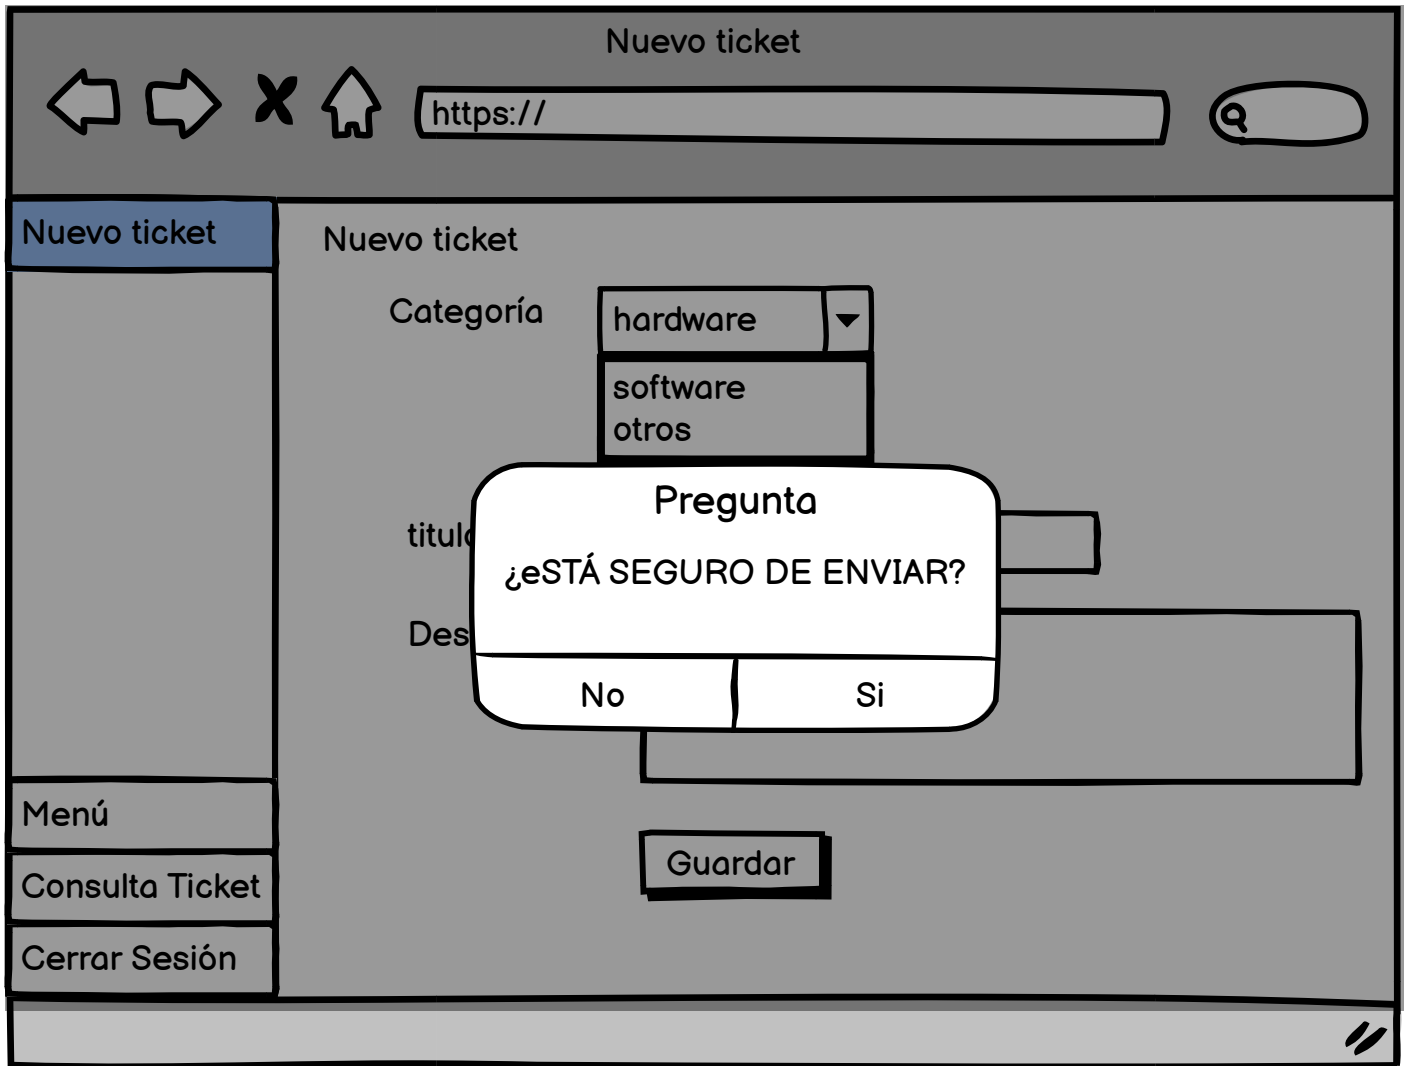 Nuevo ticket
https://
Nuevo ticket
Nuevo ticket
Categoría
hardware
software
otros
Pregunta
¿eSTÁ SEGURO DE ENVIAR?
No
Si
Menú
Consulta Ticket
Cerrar Sesión
Guardar